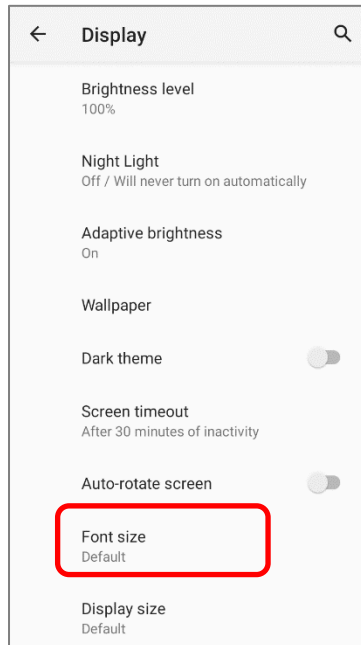 Display
Brightness level
100%
Night Light
Off / Will never turn on automatically
Adaptive brightness
On
Wallpaper
Dark theme
Screen timeout
After 30 minutes of inactivity
Auto-rotate screen
Font size
Default
Display size
Default